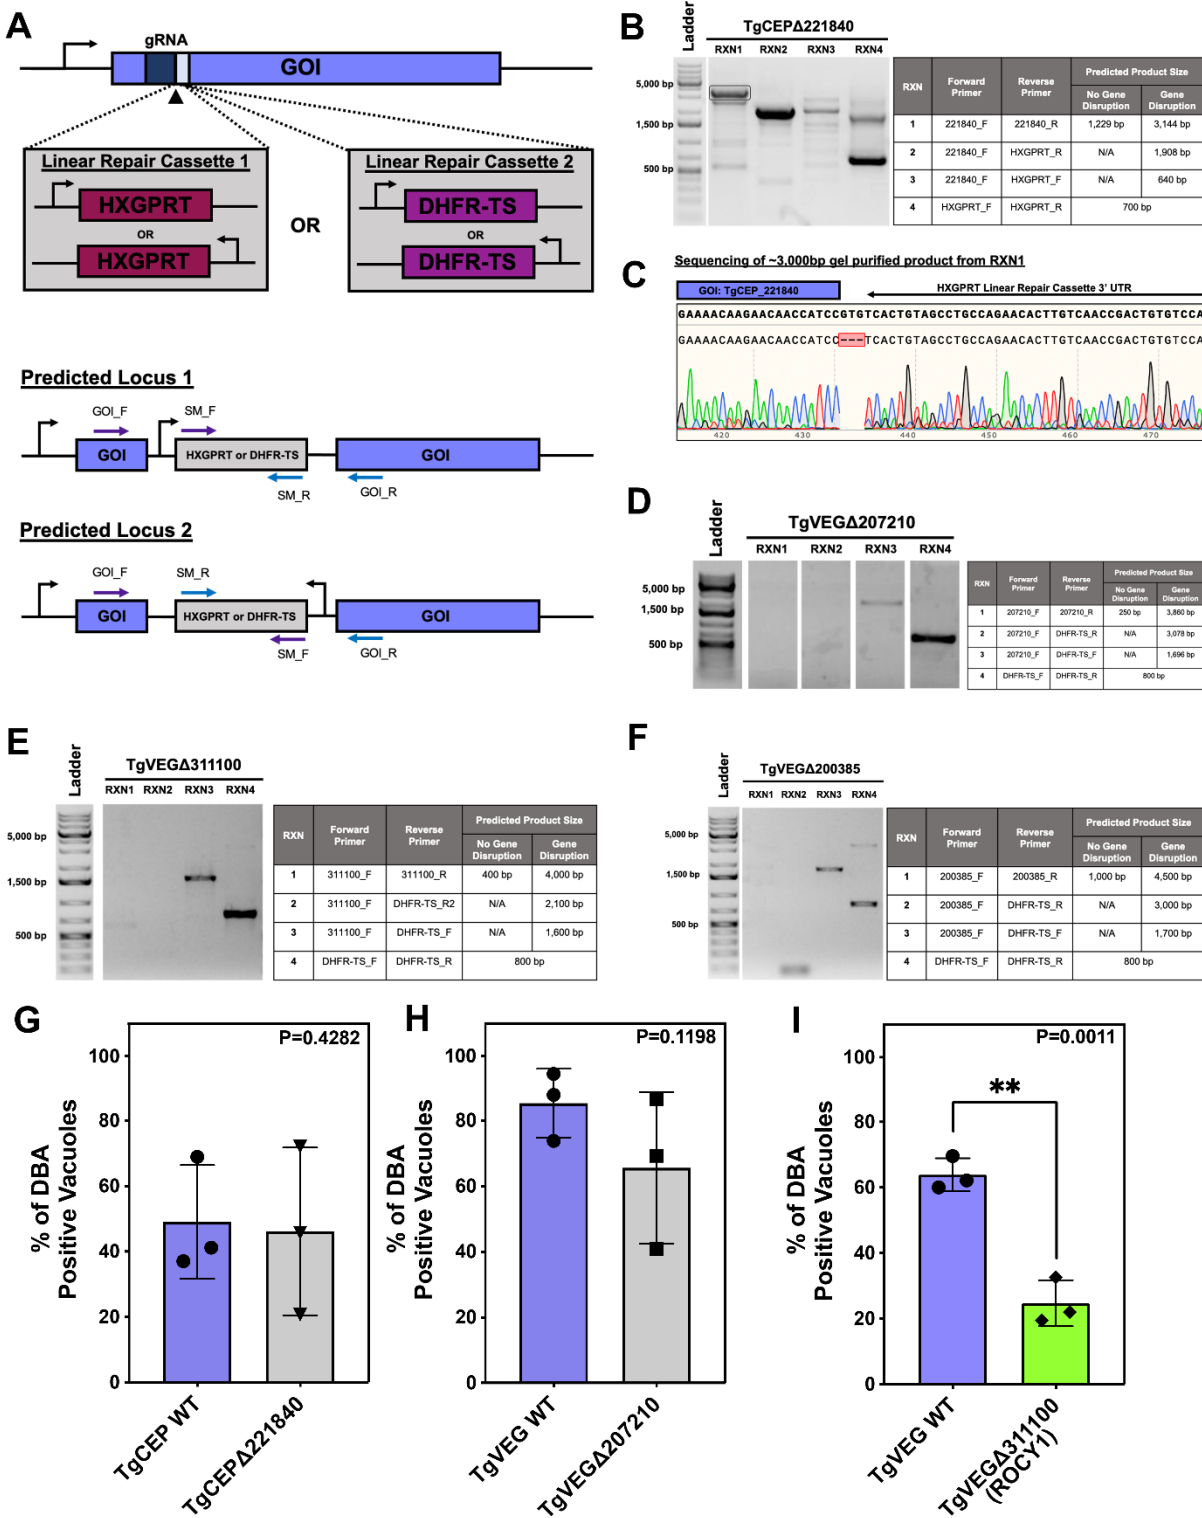 A
gRNA
GOI
Linear Repair Cassette 1
HXGPRT
OR
HXGPRT
OR
Linear Repair Cassette 2
DHFR-TS
OR
DHFR-TS
Predicted Locus 1
GOI_F
SM_F
GOI
HXGPRT or DHFR-TS
GOI
SM_R
GOI_R
Predicted Locus 2
GOI_F
SM_R
GOI
HXGPRT or DHFR-TS
GOI
SM_F
GOI_R
B
Ladder
TgCEPΔ221840
RXN1 RXN2 RXN3 RXN4
5,000 bp
1,500 bp
500 bp
RXN Forward Primer Reverse Primer Predicted Product Size
No Gene Disruption Gene Disruption
1 221840_F 221840_R 1,229 bp 3,144 bp
2 221840_F HXGPRT_R N/A 1,908 bp
3 221840_F HXGPRT_F N/A 640 bp
4 HXGPRT_F HXGPRT_R 700 bp
C
Sequencing of ~3,000bp gel purified product from RXN1
GOI: TgCEP_221840
HXGPRT Linear Repair Cassette 3' UTR
GAAAACAAGAACAACCATCCGTGTCACTGTAGCCTGCCAGAACACTTGTCAACCGACTGTGTCCA
GAAAACAAGAACAACCATCC---TCACTGTAGCCTGCCAGAACACTTGTCAACCGACTGTGTCCA
420 430 440 450 460 470
D
Ladder
TgVEGΔ207210
RXN1 RXN2 RXN3 RXN4
5,000 bp
1,500 bp
500 bp
RXN Forward Primer Reverse Primer Predicted Product Size
No Gene Disruption Gene Disruption
1 207210_F 207210_R 250 bp 3,860 bp
2 207210_F DHFR-TS_R N/A 3,078 bp
3 207210_F DHFR-TS_F N/A 1,696 bp
4 DHFR-TS_F DHFR-TS_R 800 bp
E
Ladder
TgVEGΔ311100
RXN1 RXN2 RXN3 RXN4
5,000 bp
1,500 bp
500 bp
RXN Forward Primer Reverse Primer Predicted Product Size
No Gene Disruption Gene Disruption
1 311100_F 311100_R 400 bp 4,000 bp
2 311100_F DHFR-TS_R2 N/A 2,100 bp
3 311100_F DHFR-TS_F N/A 1,600 bp
4 DHFR-TS_F DHFR-TS_R 800 bp
F
Ladder
TgVEGΔ200385
RXN1 RXN2 RXN3 RXN4
5,000 bp
1,500 bp
500 bp
RXN Forward Primer Reverse Primer Predicted Product Size
No Gene Disruption Gene Disruption
1 200385_F 200385_R 1,000 bp 4,500 bp
2 200385_F DHFR-TS_R N/A 3,000 bp
3 200385_F DHFR-TS_F N/A 1,700 bp
4 DHFR-TS_F DHFR-TS_R 800 bp
G
P=0.4282
% of DBA
Positive Vacuoles
100
80
60
40
20
0
TgCEP WT
TgCEPΔ221840
H
P=0.1198
% of DBA
Positive Vacuoles
100
80
60
40
20
0
TgVEG WT
TgVEGΔ207210
I
P=0.0011
**
% of DBA
Positive Vacuoles
100
80
60
40
20
0
TgVEG WT
TgVEGΔ311100
(ROCY1)